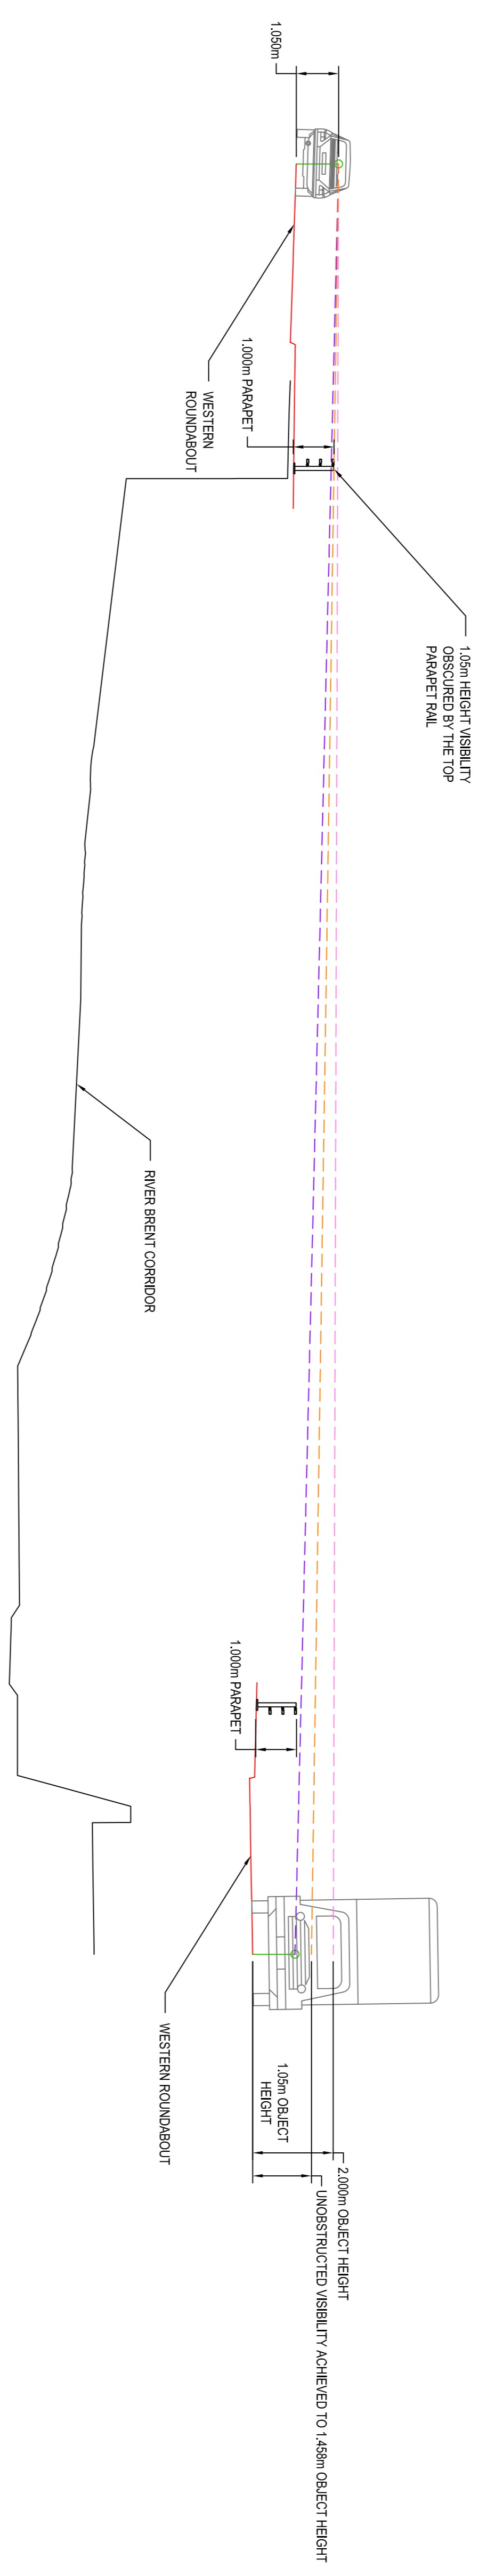 1.050m
WESTERN
ROUNDABOUT
1.000m PARAPET
1.05m HEIGHT VISIBILITY
OBSCURED BY THE TOP
PARAPET RAIL
RIVER BRENT CORRIDOR
1.000m PARAPET
WESTERN ROUNDABOUT
1.05m OBJECT
HEIGHT
2.000m OBJECT HEIGHT
UNOBSTRUCTED VISIBILITY ACHIEVED TO 1.458m OBJECT HEIGHT